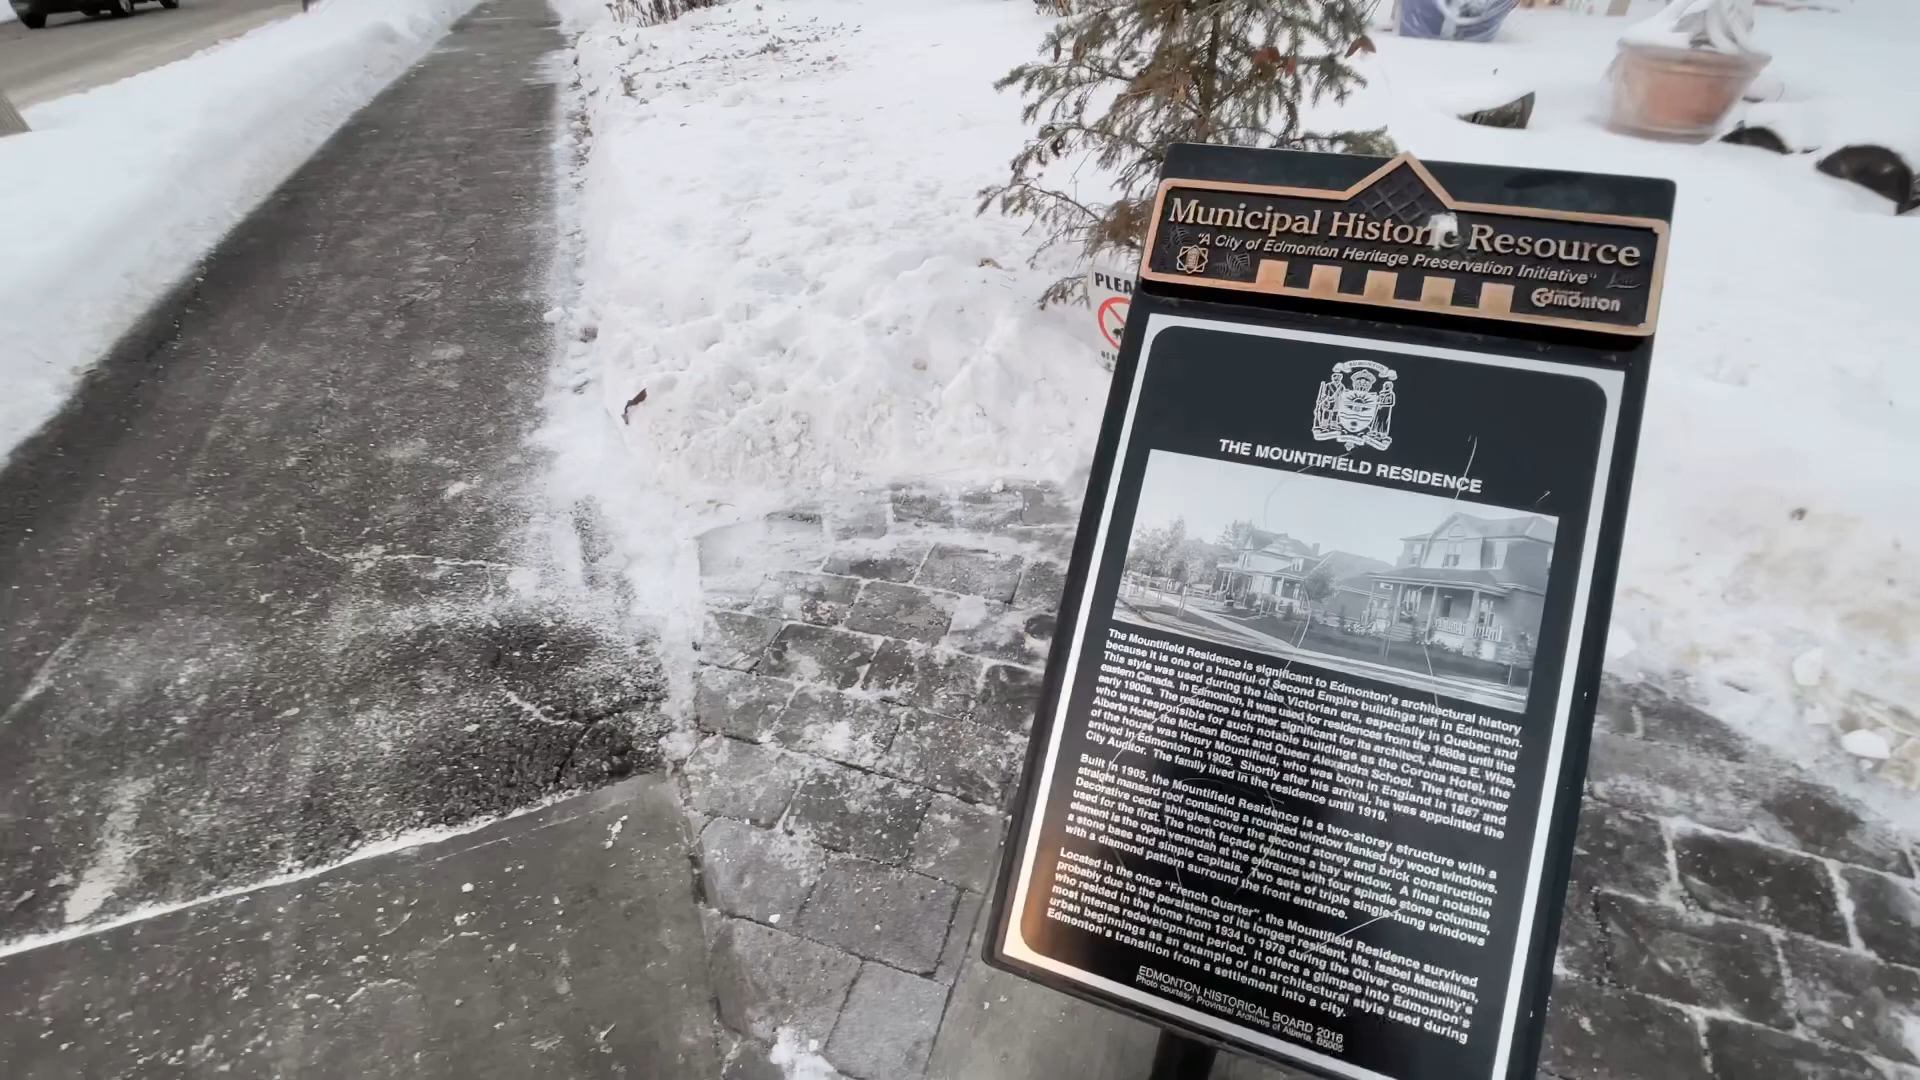 Municipal Historic Resource
"A City of Edmonton Heritage Preservation Initiative"
Edmonton
PLEA
THE MOUNTIFIELD RESIDENCE
The Mountifield Residence is significant to Edmonton's architectural history
because it is one of a handful of Second Empire buildings left in Edmonton.
This style was used during the late Victorian era, especially in Quebec and
eastern Canada. In Edmonton, it was used for residences from the 1880s until the
early 1900s. The residence is further significant for its architect, James E. Wize,
who was responsible for such notable buildings as the Corona Hotel, the
Alberta Hotel, the McLean Block and Queen Alexandra School. The first owner
of the house was Henry Mountifield, who was born in England in 1867 and
arrived in Edmonton in 1902. Shortly after his arrival, he was appointed the
City Auditor. The family lived in the residence until 1919.
Built in 1905, the Mountifield Residence is a two-storey structure with a
straight mansard roof containing a rounded window flanked by wood windows.
Decorative cedar shingles cover the second storey and brick construction
used for the first. The north façade features a bay window. A final notable
element is the open verandah at the entrance with four spindle stone columns,
a stone base and simple capitals. Two sets of triple single-hung windows
with a diamond pattern surround the front entrance.
Located in the once "French Quarter", the Mountifield Residence survived
probably due to the persistence of its longest resident, Ms. Isabel MacMillan,
who resided in the home from 1934 to 1978 during the Oliver community's
most intense redevelopment period. It offers a glimpse into Edmonton's
urban beginnings as an example of an architectural style used during
Edmonton's transition from a settlement into a city.
EDMONTON HISTORICAL BOARD 2016
Photo courtesy: Provincial Archives of Alberta, B5005